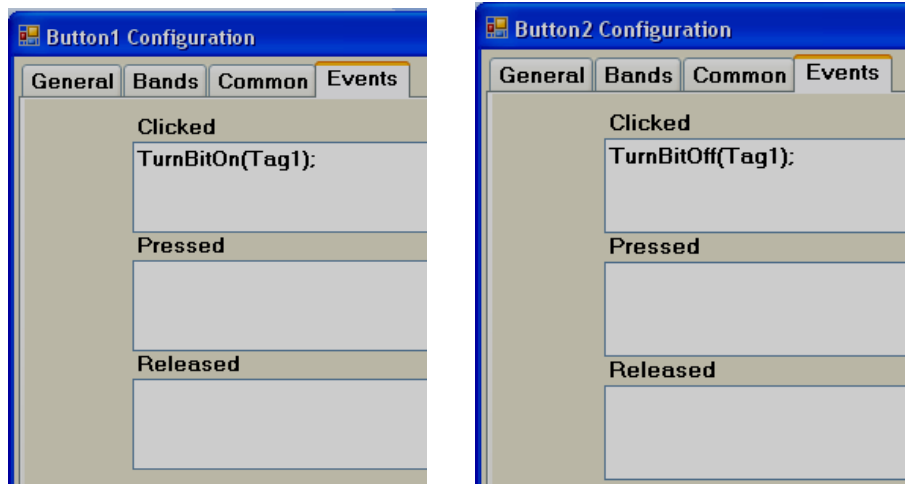 Button1 Configuration
General Bands Common Events
Clicked
TurnBitOn(Tag1);
Pressed
Released
Button2 Configuration
General Bands Common Events
Clicked
TurnBitOff(Tag1);
Pressed
Released